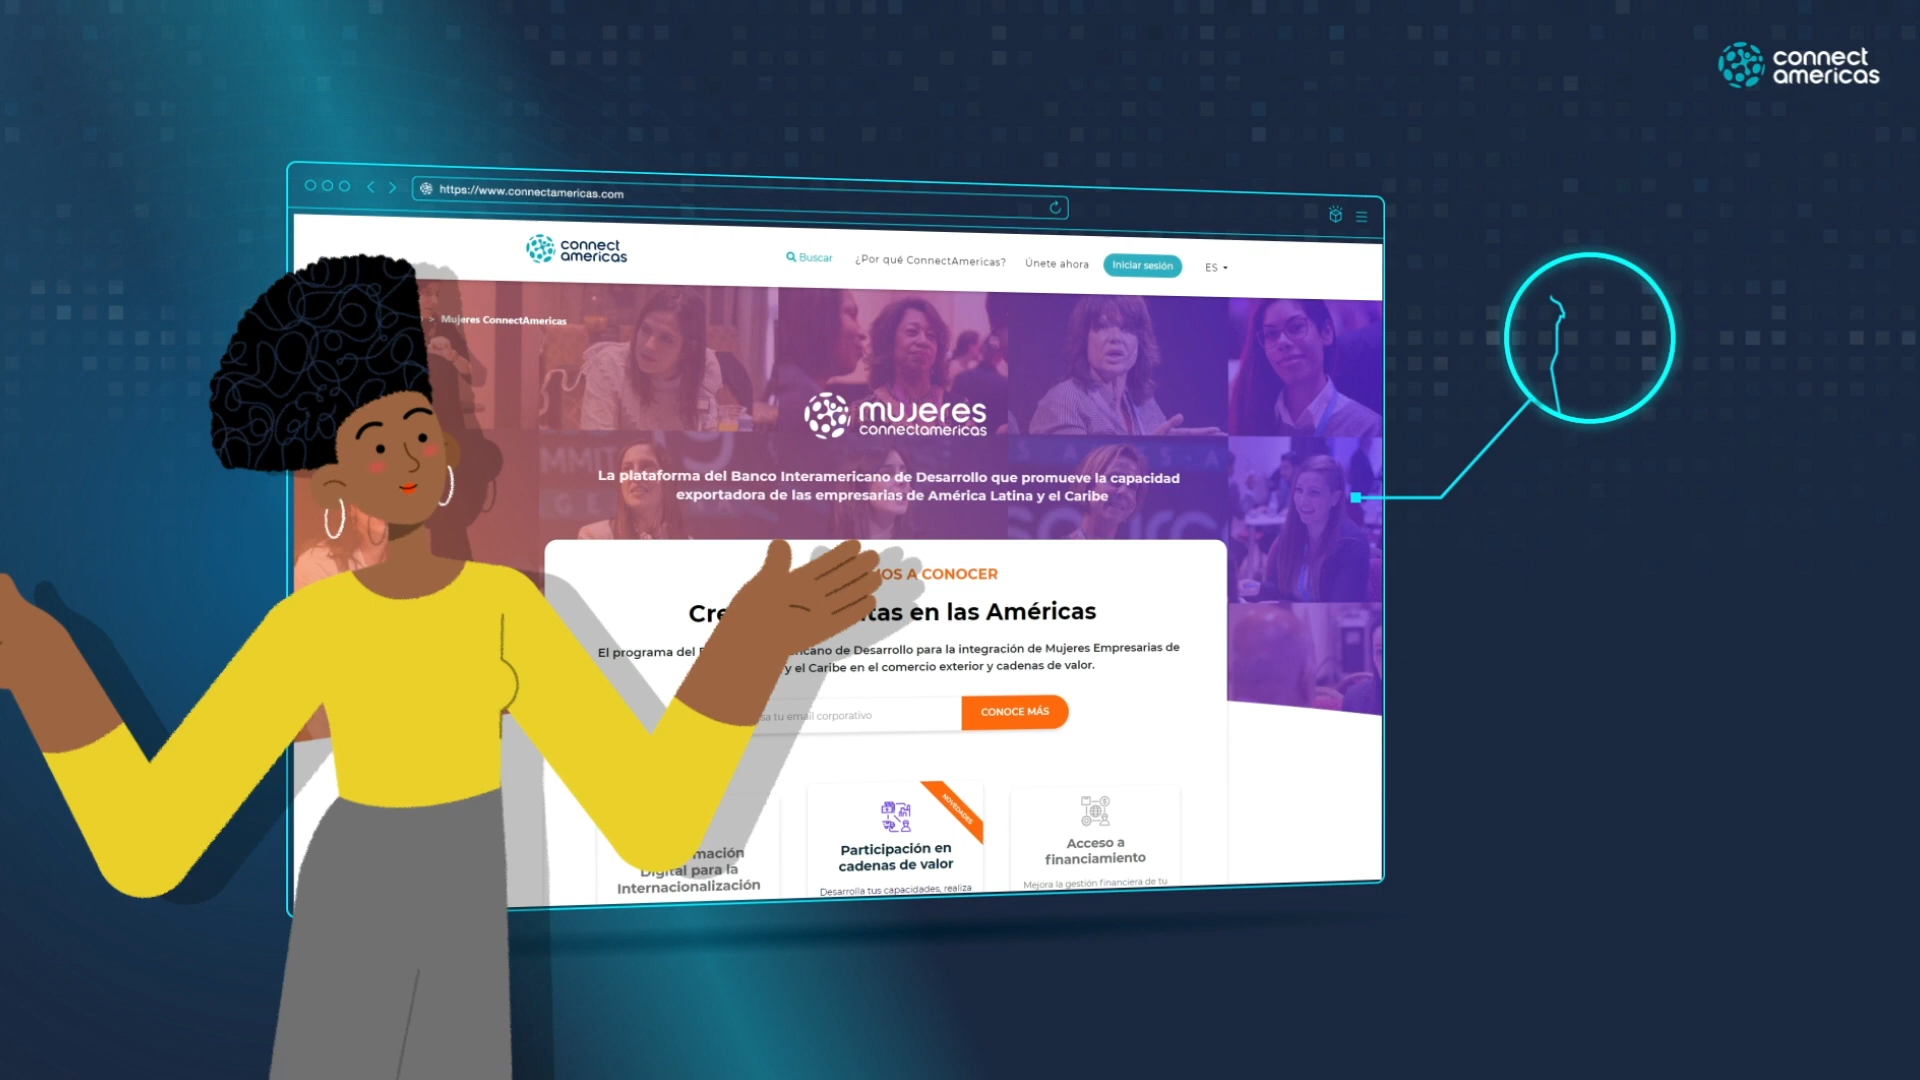 connect
americas
https://www.connectamericas.com
connect
americas
Buscar
¿Por qué ConnectAmericas?
Únete ahora
Iniciar sesión
ES
> Mujeres ConnectAmericas
mujeres
connectamericas
La plataforma del Banco Interamericano de Desarrollo que promueve la capacidad
exportadora de las empresarias de América Latina y el Caribe
OS A CONOCER
Cre tas en las Américas
El programa del icano de Desarrollo para la integración de Mujeres Empresarias de
y el Caribe en el comercio exterior y cadenas de valor.
sa tu email corporativo
CONOCE MÁS
mación
Digital para la
Internacionalización
NOVEDADES
Participación en
cadenas de valor
Desarrolla tus capacidades, realiza
Acceso a
financiamiento
Mejora la gestión financiera de tu